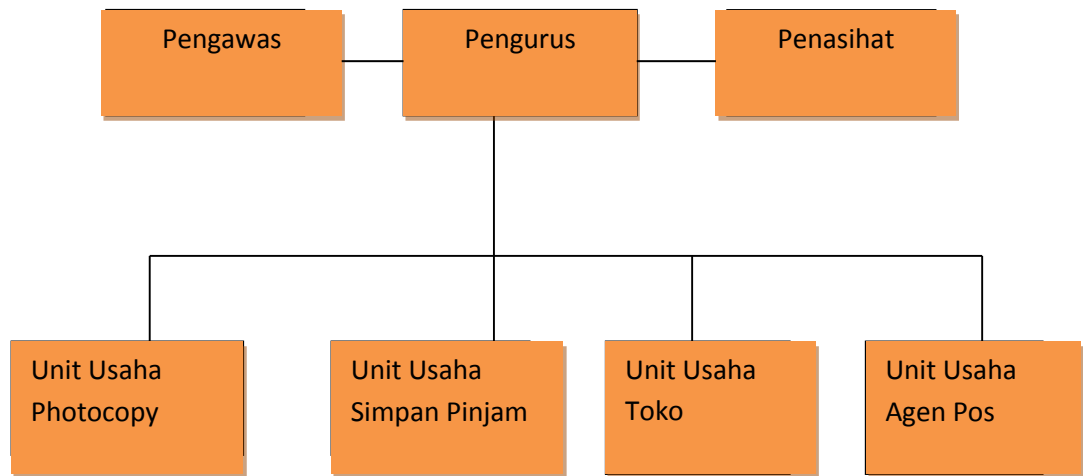 Pengawas
Pengurus
Penasihat
Unit Usaha
Photocopy
Unit Usaha
Simpan Pinjam
Unit Usaha
Toko
Unit Usaha
Agen Pos